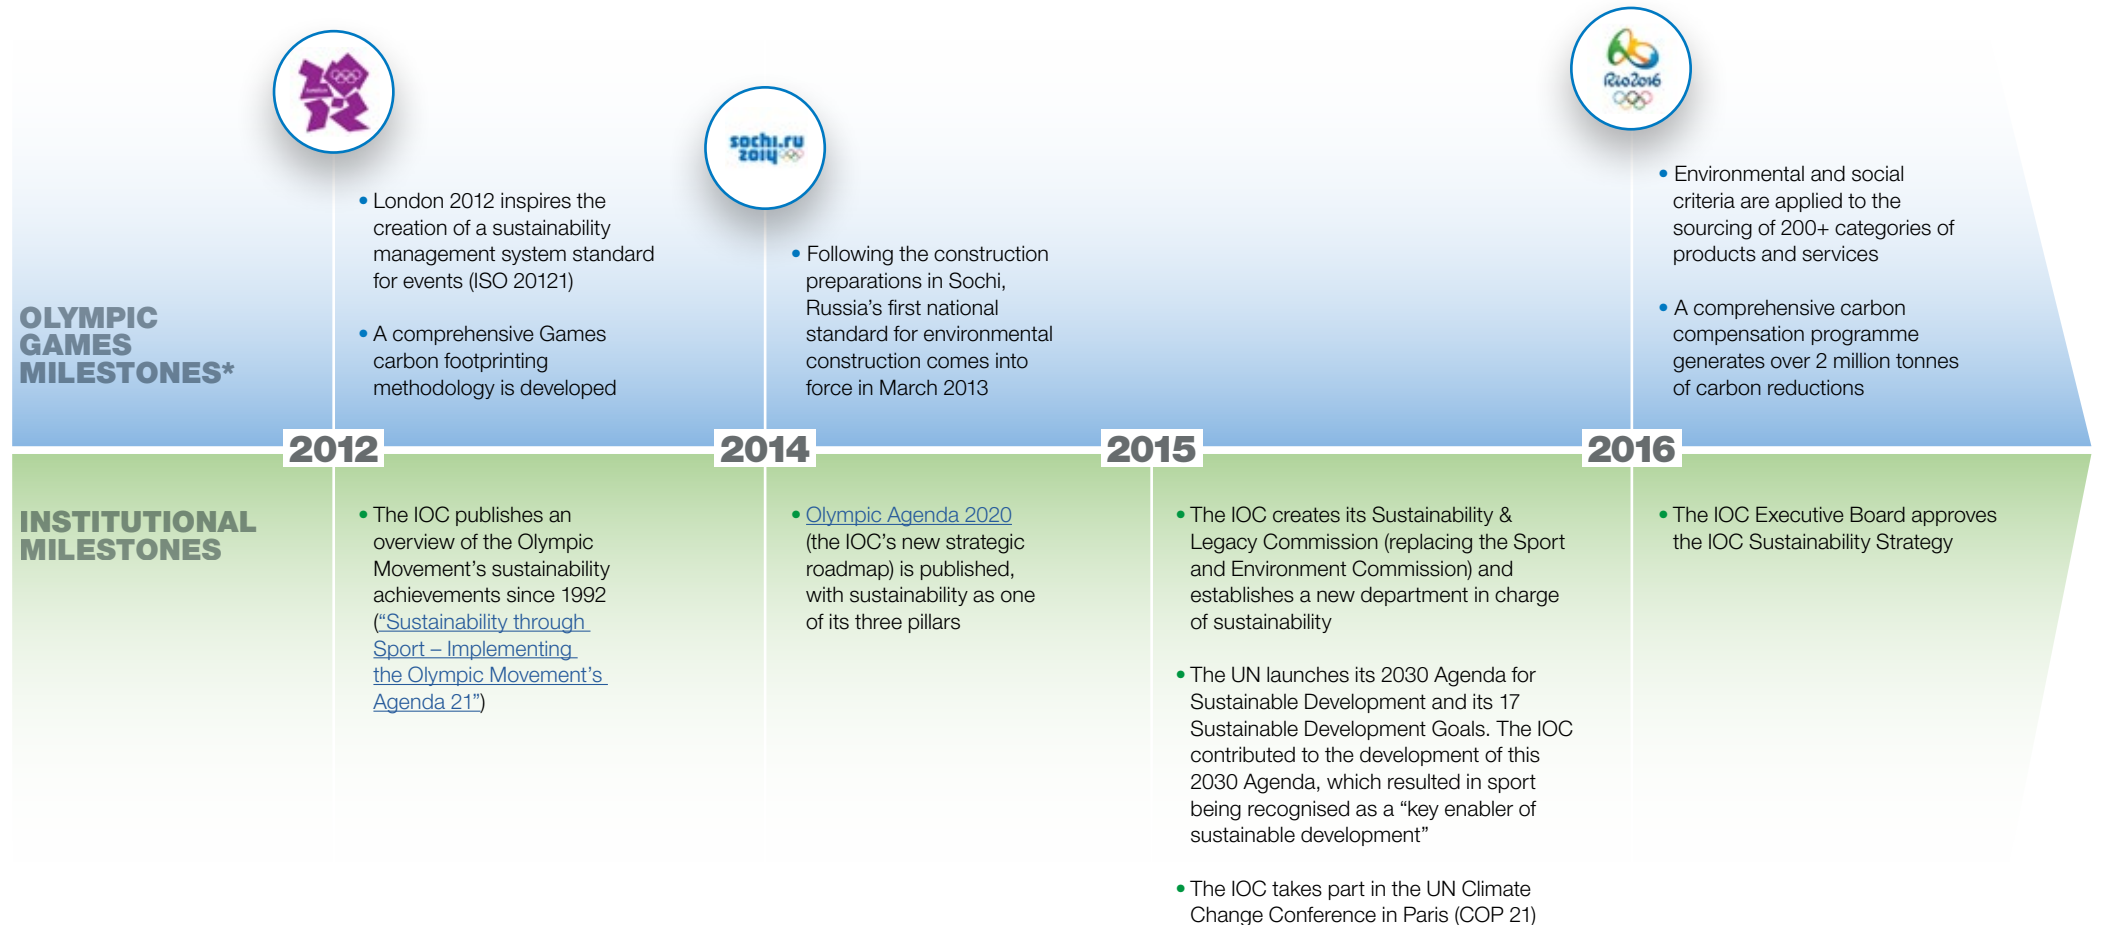 London
sochi.ru
2014
Rio2016
• London 2012 inspires the
creation of a sustainability
management system standard
for events (ISO 20121)
• A comprehensive Games
carbon footprinting
methodology is developed
• Following the construction
preparations in Sochi,
Russia’s first national
standard for environmental
construction comes into
force in March 2013
• Environmental and social
criteria are applied to the
sourcing of 200+ categories of
products and services
• A comprehensive carbon
compensation programme
generates over 2 million tonnes
of carbon reductions
OLYMPIC
GAMES
MILESTONES*
2012
2014
2015
2016
INSTITUTIONAL
MILESTONES
• The IOC publishes an
overview of the Olympic
Movement’s sustainability
achievements since 1992
(“Sustainability through
Sport – Implementing
the Olympic Movement’s
Agenda 21”)
• Olympic Agenda 2020
(the IOC’s new strategic
roadmap) is published,
with sustainability as one
of its three pillars
• The IOC creates its Sustainability &
Legacy Commission (replacing the Sport
and Environment Commission) and
establishes a new department in charge
of sustainability
• The UN launches its 2030 Agenda for
Sustainable Development and its 17
Sustainable Development Goals. The IOC
contributed to the development of this
2030 Agenda, which resulted in sport
being recognised as a “key enabler of
sustainable development”
• The IOC takes part in the UN Climate
Change Conference in Paris (COP 21)
• The IOC Executive Board approves
the IOC Sustainability Strategy